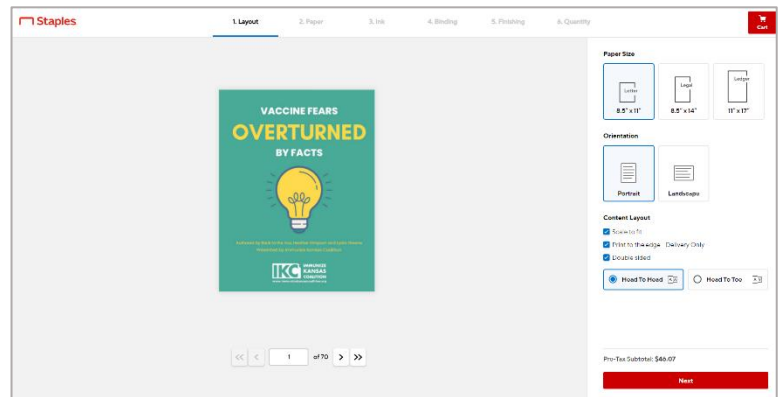 Staples
1. Layout
2. Paper
3. Ink
4. Binding
5. Finishing
6. Quantity
Cart
VACCINE FEARS
OVERTURNED
BY FACTS
IKC IMMUNIZE
KANSAS
COALITION
1 of 70
Paper Size
Letter
8.5" x 11"
Legal
8.5" x 14"
Ledger
11" x 17"
Orientation
Portrait
Landscape
Content Layout
Scale to fit
Print to the edge - Delivery Only
Double sided
Head To Head
Head To Toe
Pre-Tax Subtotal: $46.07
Next